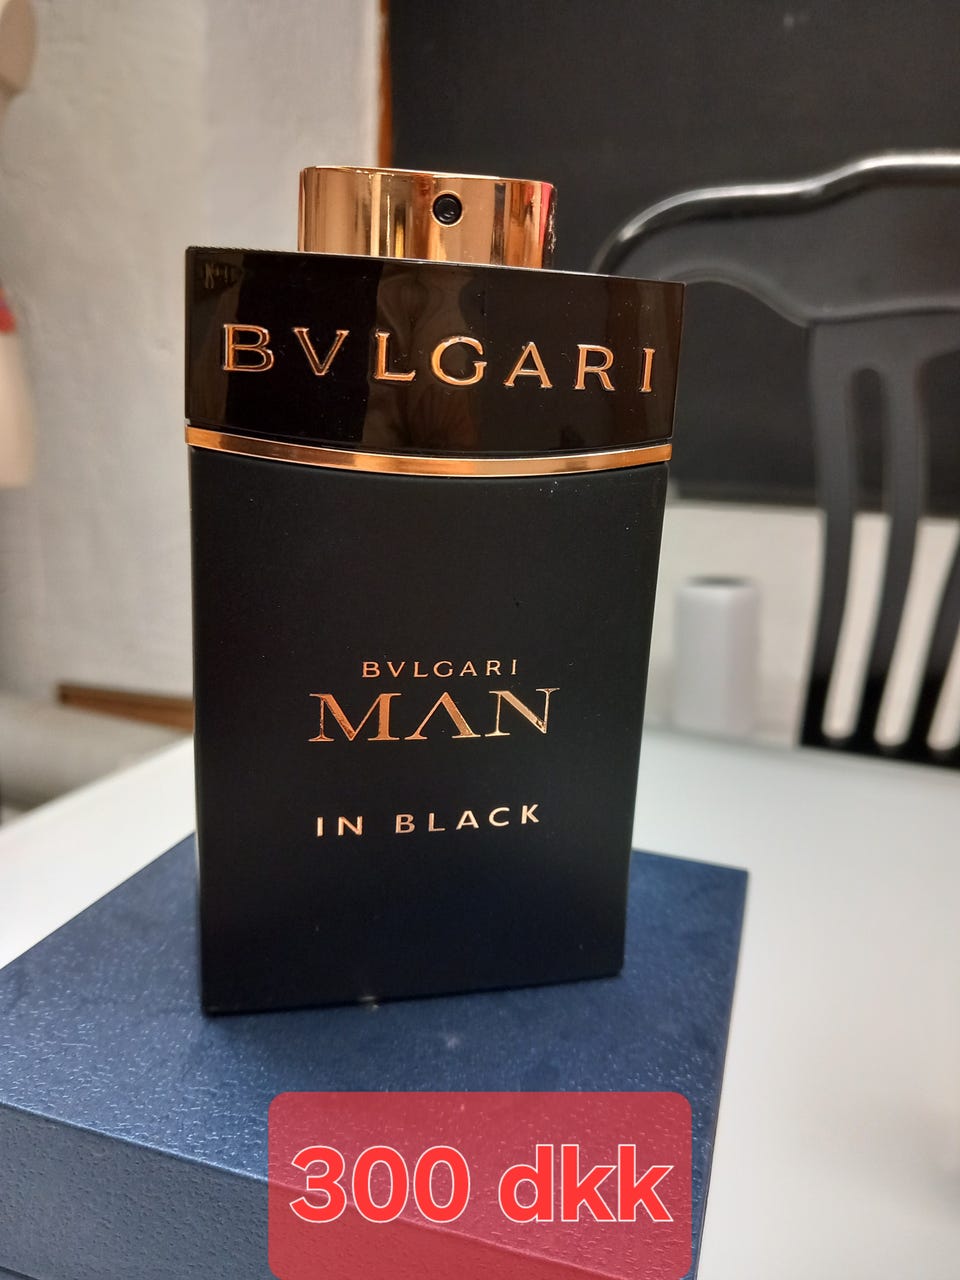 BVLGARI
BVLGARI
MAN
IN BLACK
300 dkk